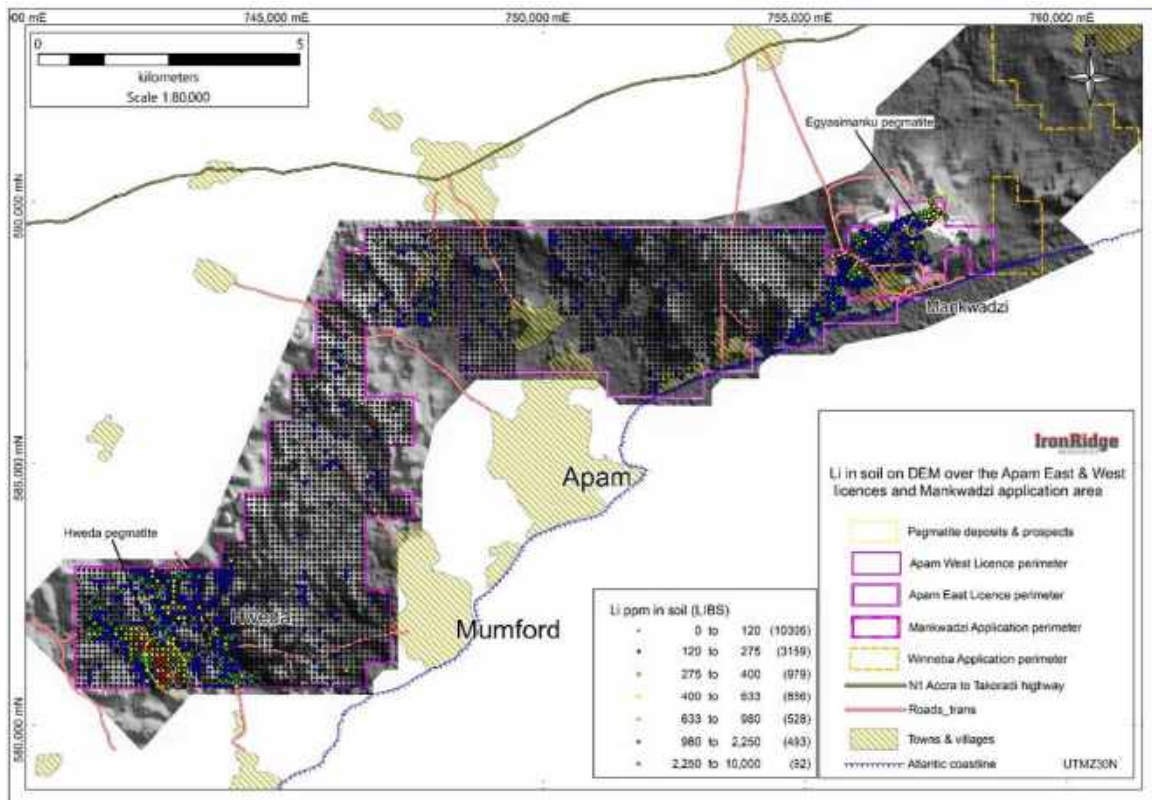 00 mE
745,000 mE
750,000 mE
755,000 mE
760,000 mE
0 5
kilometers
Scale 1:80,000
N
Egyasimanku pegmatite
590,000 mN
Mankwadzi
585,000 mN
Apam
Hweda pegmatite
Hweda
Mumford
580,000 mN
Li ppm in soil (LIBS)
0 to 120 (10306)
120 to 275 (3159)
275 to 400 (979)
400 to 633 (836)
633 to 980 (528)
980 to 2,250 (493)
2,250 to 10,000 (92)
IronRidge
Li in soil on DEM over the Apam East & West
licences and Mankwadzi application area
Pegmatite deposits & prospects
Apam West Licence perimeter
Apam East Licence perimeter
Mankwadzi Application perimeter
Winneba Application perimeter
N1 Accra to Takoradi highway
Roads_trans
Towns & villages
Atlantic coastline
UTMZ30N